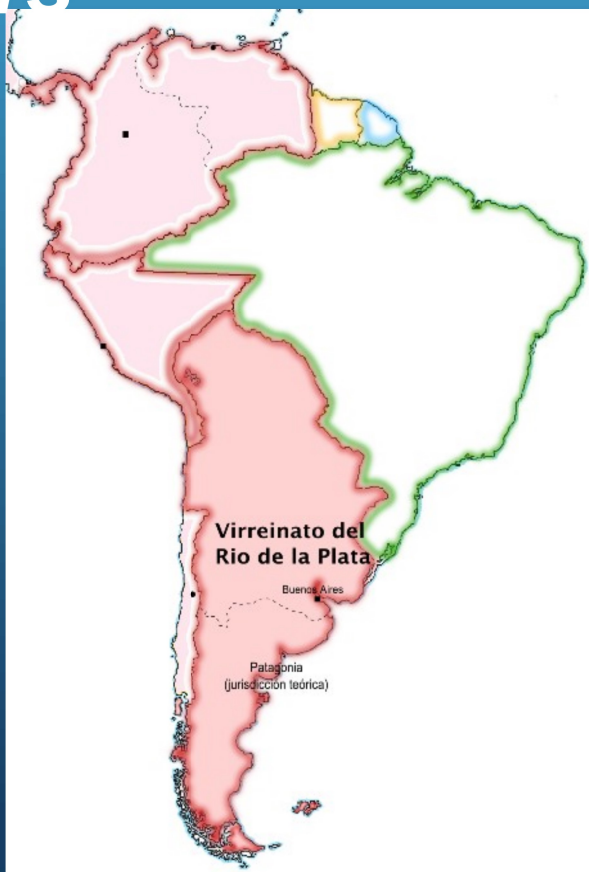 Virreinato del
Rio de la Plata
Buenos Aires
Patagonia
(jurisdicción teórica)